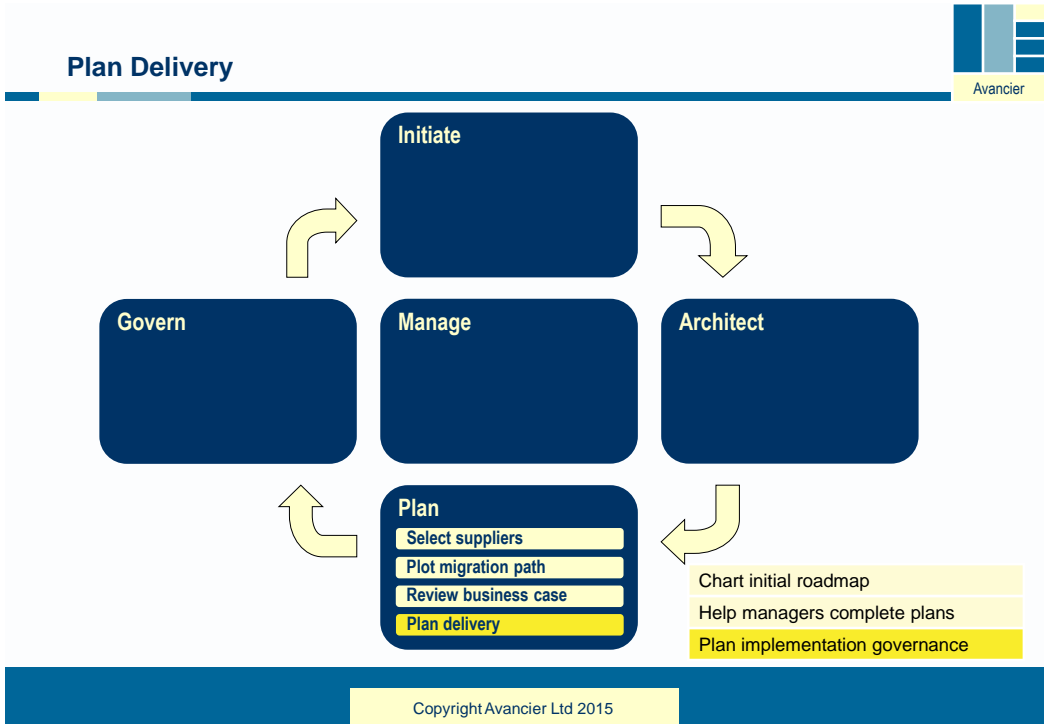 Plan Delivery
Avancier
Initiate
Govern
Manage
Architect
Plan
Select suppliers
Plot migration path
Review business case
Plan delivery
Chart initial roadmap
Help managers complete plans
Plan implementation governance
Copyright Avancier Ltd 2015